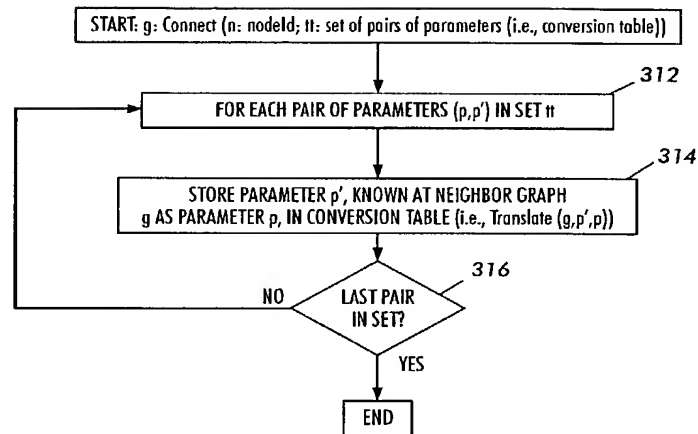 START: g: Connect (n: nodeId; tt: set of pairs of parameters (i.e., conversion table))
312
FOR EACH PAIR OF PARAMETERS (p,p') IN SET tt
314
STORE PARAMETER p', KNOWN AT NEIGHBOR GRAPH
g AS PARAMETER p, IN CONVERSION TABLE (i.e., Translate (g,p',p))
316
NO
LAST PAIR
IN SET?
YES
END